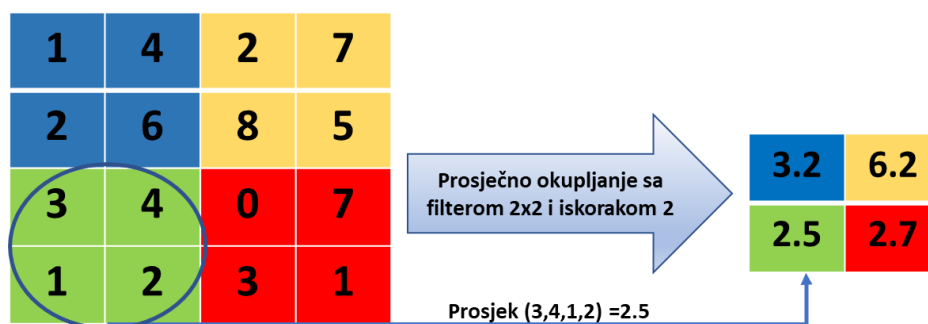 1 4 2 7
2 6 8 5
3 4 0 7
1 2 3 1
Prosječno okupljanje sa
filterom 2x2 i iskorakom 2
3.2 6.2
2.5 2.7
Prosjek (3,4,1,2) =2.5